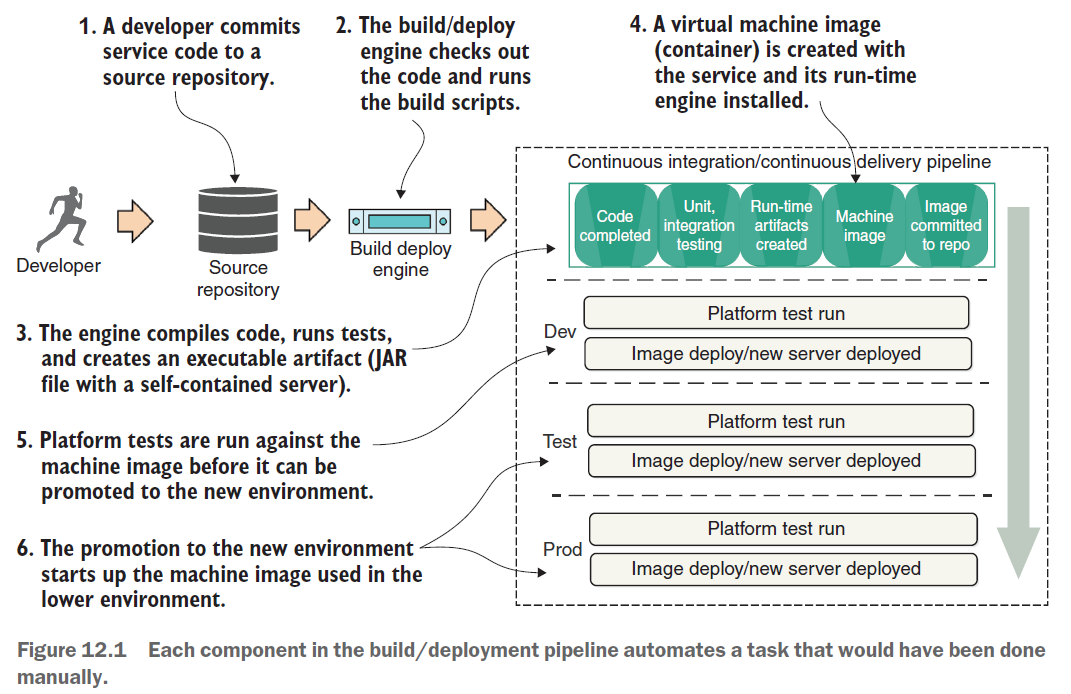 1. A developer commits
service code to a
source repository.
2. The build/deploy
engine checks out
the code and runs
the build scripts.
4. A virtual machine image
(container) is created with
the service and its run-time
engine installed.
Continuous integration/continuous delivery pipeline
Developer
Source
repository
Build deploy
engine
Code
completed
Unit,
integration
testing
Run-time
artifacts
created
Machine
image
Image
committed
to repo
3. The engine compiles code, runs tests,
and creates an executable artifact (JAR
file with a self-contained server).
Dev
Platform test run
Image deploy/new server deployed
5. Platform tests are run against the
machine image before it can be
promoted to the new environment.
Test
Platform test run
Image deploy/new server deployed
6. The promotion to the new environment
starts up the machine image used in the
lower environment.
Prod
Platform test run
Image deploy/new server deployed
Figure 12.1 Each component in the build/deployment pipeline automates a task that would have been done
manually.